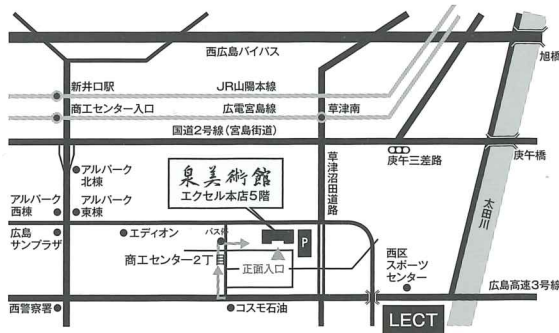 西広島バイパス
旭橋
新井口駅
JR山陽本線
商工センター入口
広電宮島線
草津南
国道2号線(宮島街道)
庚午三差路
庚午橋
アルパーク
北棟
泉美術館
エクセル本店5階
草津沼田道路
太田川
アルパーク
西棟
アルパーク
東棟
広島
サンプラザ
エディオン
バス停
P
商工センター2丁目
正面入口
西区
スポーツ
センター
広島高速3号線
西警察署
コスモ石油
LECT